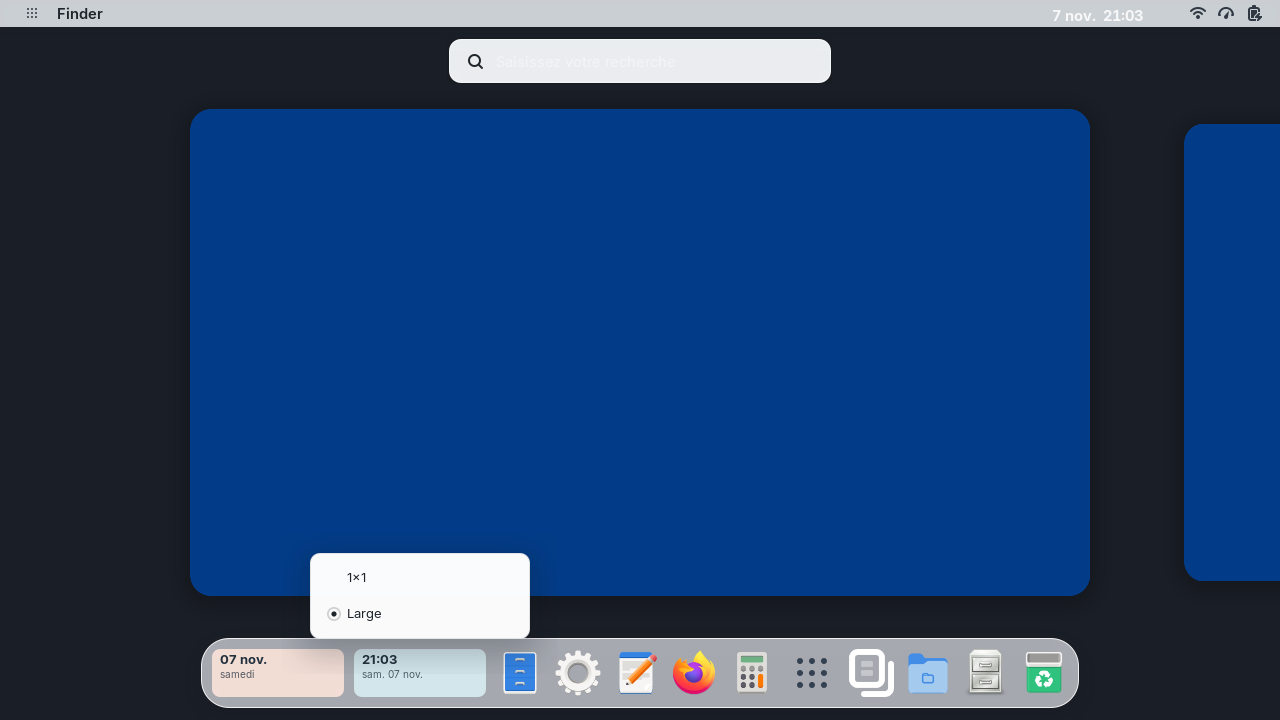 Finder
7 nov.  21:03
Saisissez votre recherche
1×1
Large
07 nov.
samedi
21:03
sam. 07 nov.